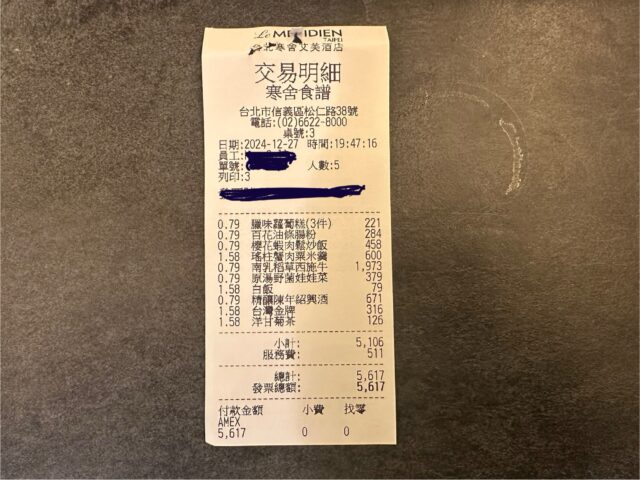 Le MERIDIEN
TAIPEI
台北寒舍艾美酒店
交易明細
寒舍食譜
台北市信義區松仁路38號
電話:(02)6622-8000
桌號:3
日期:2024-12-27 時間:19:47:16
員工:
單號: 人數:5
列印:3
0.79 臘味蘿蔔糕(3件) 221
0.79 百花油條腸粉 284
0.79 櫻花蝦肉鬆炒飯 458
1.58 瑤柱蟹肉粟米羹 600
0.79 南乳稻草西施牛 1,973
0.79 原湯野菌娃娃菜 379
1.58 白飯 79
0.79 精釀陳年紹興酒 671
1.58 台灣金牌 316
1.58 洋甘菊茶 126
小計: 5,106
服務費: 511
總計: 5,617
發票總額: 5,617
付款金額 小費 找零
AMEX
5,617 0 0